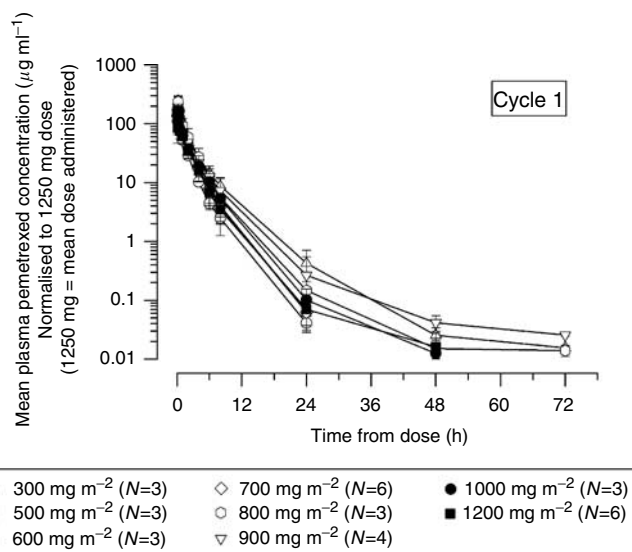 Mean plasma pemetrexed concentration (μg ml⁻¹)
Normalised to 1250 mg dose
(1250 mg = mean dose administered)
1000
100
10
1
0.1
0.01
Cycle 1
0 12 24 36 48 60 72
Time from dose (h)
300 mg m⁻² (N=3) 700 mg m⁻² (N=6) 1000 mg m⁻² (N=3)
500 mg m⁻² (N=3) 800 mg m⁻² (N=3) 1200 mg m⁻² (N=6)
600 mg m⁻² (N=3) 900 mg m⁻² (N=4)